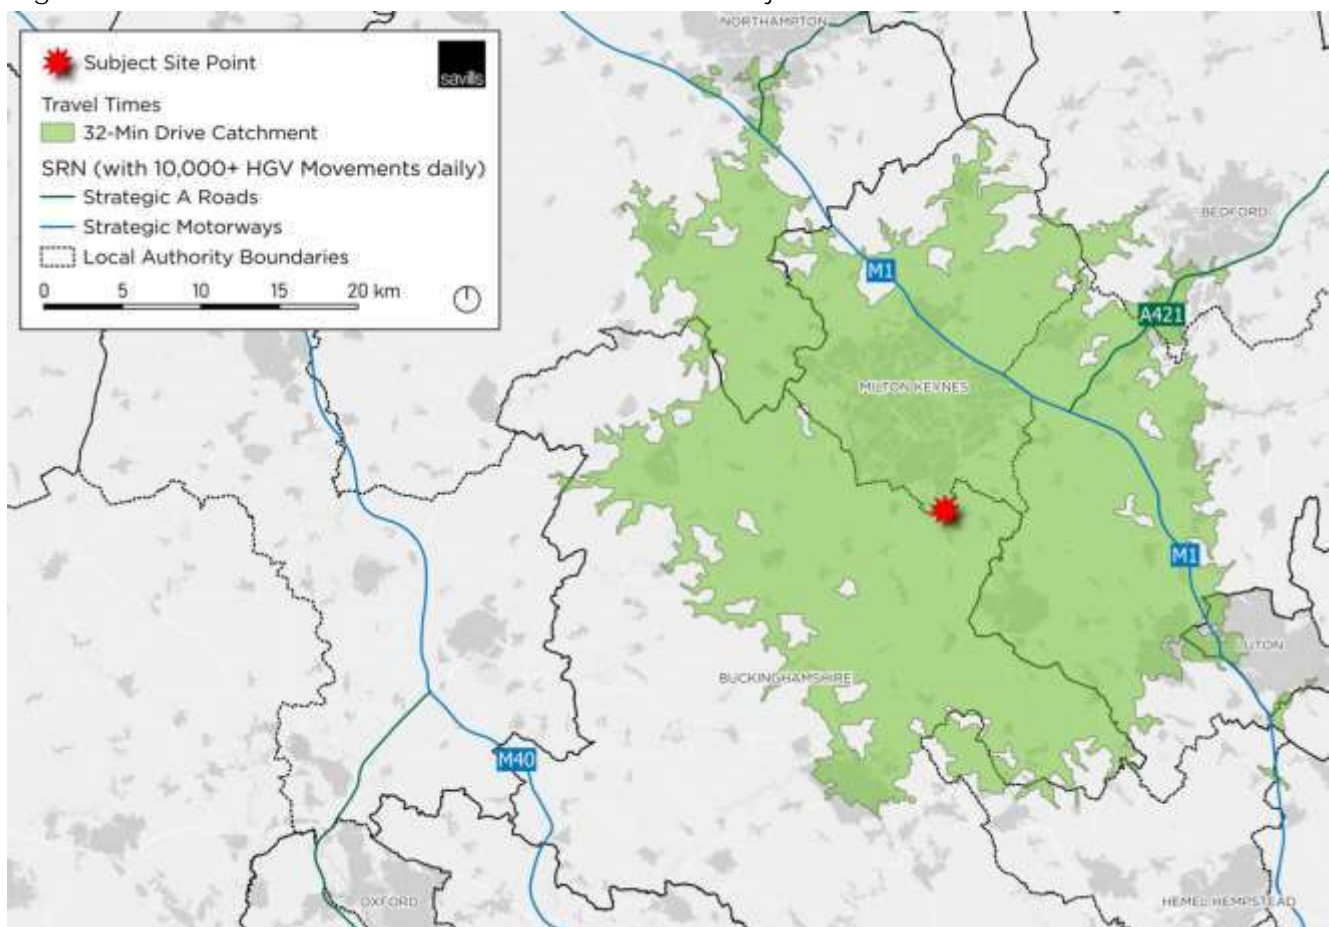 NORTHAMPTON
Subject Site Point
savills
Travel Times
32-Min Drive Catchment
SRN (with 10,000+ HGV Movements daily)
Strategic A Roads
Strategic Motorways
Local Authority Boundaries
0 5 10 15 20 km
BEDFORD
M1
A421
MILTON KEYNES
M1
UTON
BUCKINGHAMSHIRE
M40
OXFORD
HEMEL HEMPSTEAD